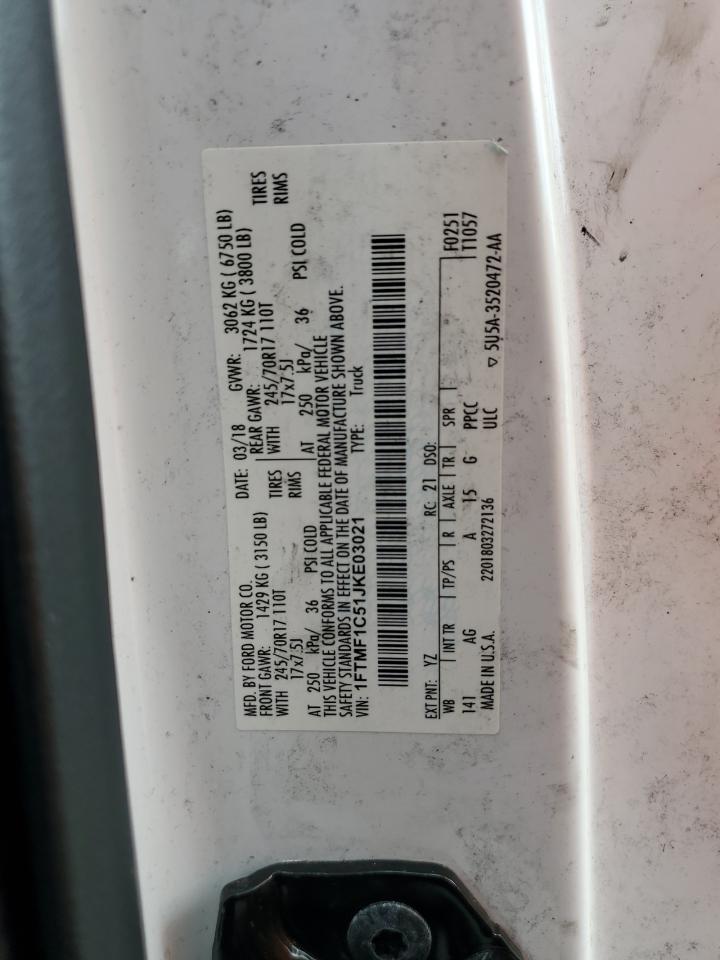 MFD. BY FORD MOTOR CO. DATE: 03/18 GVWR: 3062 KG ( 6750 LB)
FRONT GAWR: 1429 KG ( 3150 LB) REAR GAWR: 1724 KG ( 3800 LB)
WITH 245/70R17 110T TIRES WITH 245/70R17 110T TIRES
17x7.5J RIMS 17x7.5J RIMS
AT 250 kPa/ 36 PSI COLD AT 250 kPa/ 36 PSI COLD
THIS VEHICLE CONFORMS TO ALL APPLICABLE FEDERAL MOTOR VEHICLE
SAFETY STANDARDS IN EFFECT ON THE DATE OF MANUFACTURE SHOWN ABOVE.
VIN: 1FTMF1C51JKE03021 TYPE: Truck
EXT PNT: YZ RC: 21 DSO:
WB INT TR TP/PS R AXLE TR SPR F0251
141 AG A 15 G PPCC T1057
MADE IN U.S.A. 2201803272136 ULC ▽ 5U5A-3520472-AA